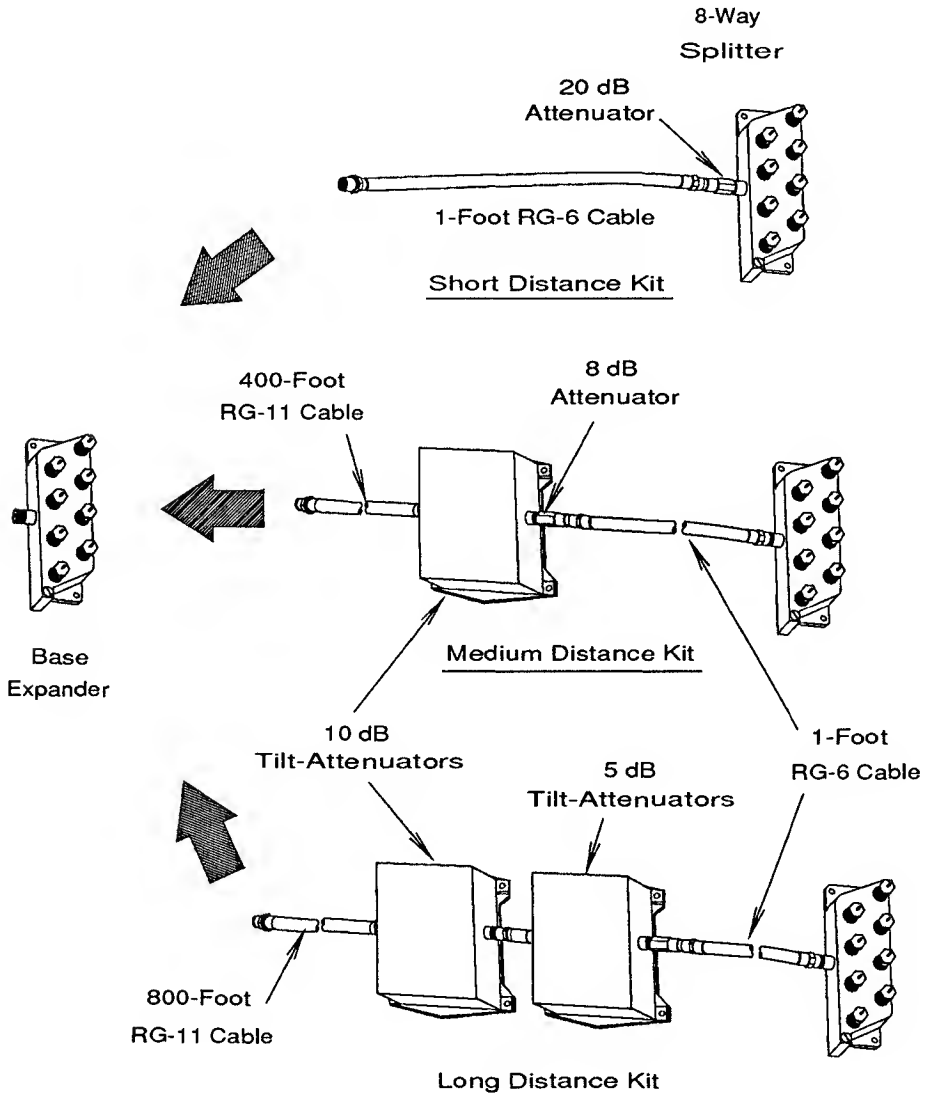 8-Way
Splitter
20 dB
Attenuator
1-Foot RG-6 Cable
Short Distance Kit
400-Foot
RG-11 Cable
8 dB
Attenuator
Base
Expander
Medium Distance Kit
10 dB
Tilt-Attenuators
1-Foot
RG-6 Cable
5 dB
Tilt-Attenuators
800-Foot
RG-11 Cable
Long Distance Kit